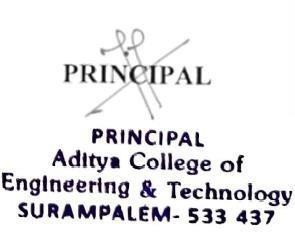 PRINCIPAL
PRINCIPAL
Aditya College of
Engineering & Technology
SURAMPALEM- 533 437